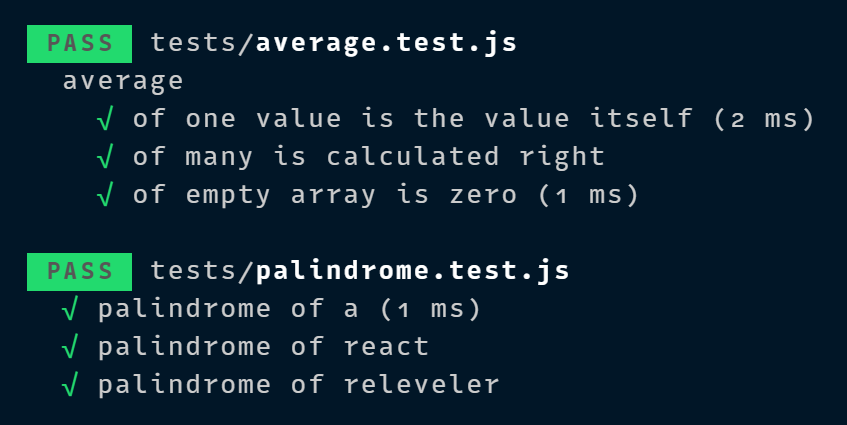 PASS tests/average.test.js
average
√ of one value is the value itself (2 ms)
√ of many is calculated right
√ of empty array is zero (1 ms)
PASS tests/palindrome.test.js
√ palindrome of a (1 ms)
√ palindrome of react
√ palindrome of releveler